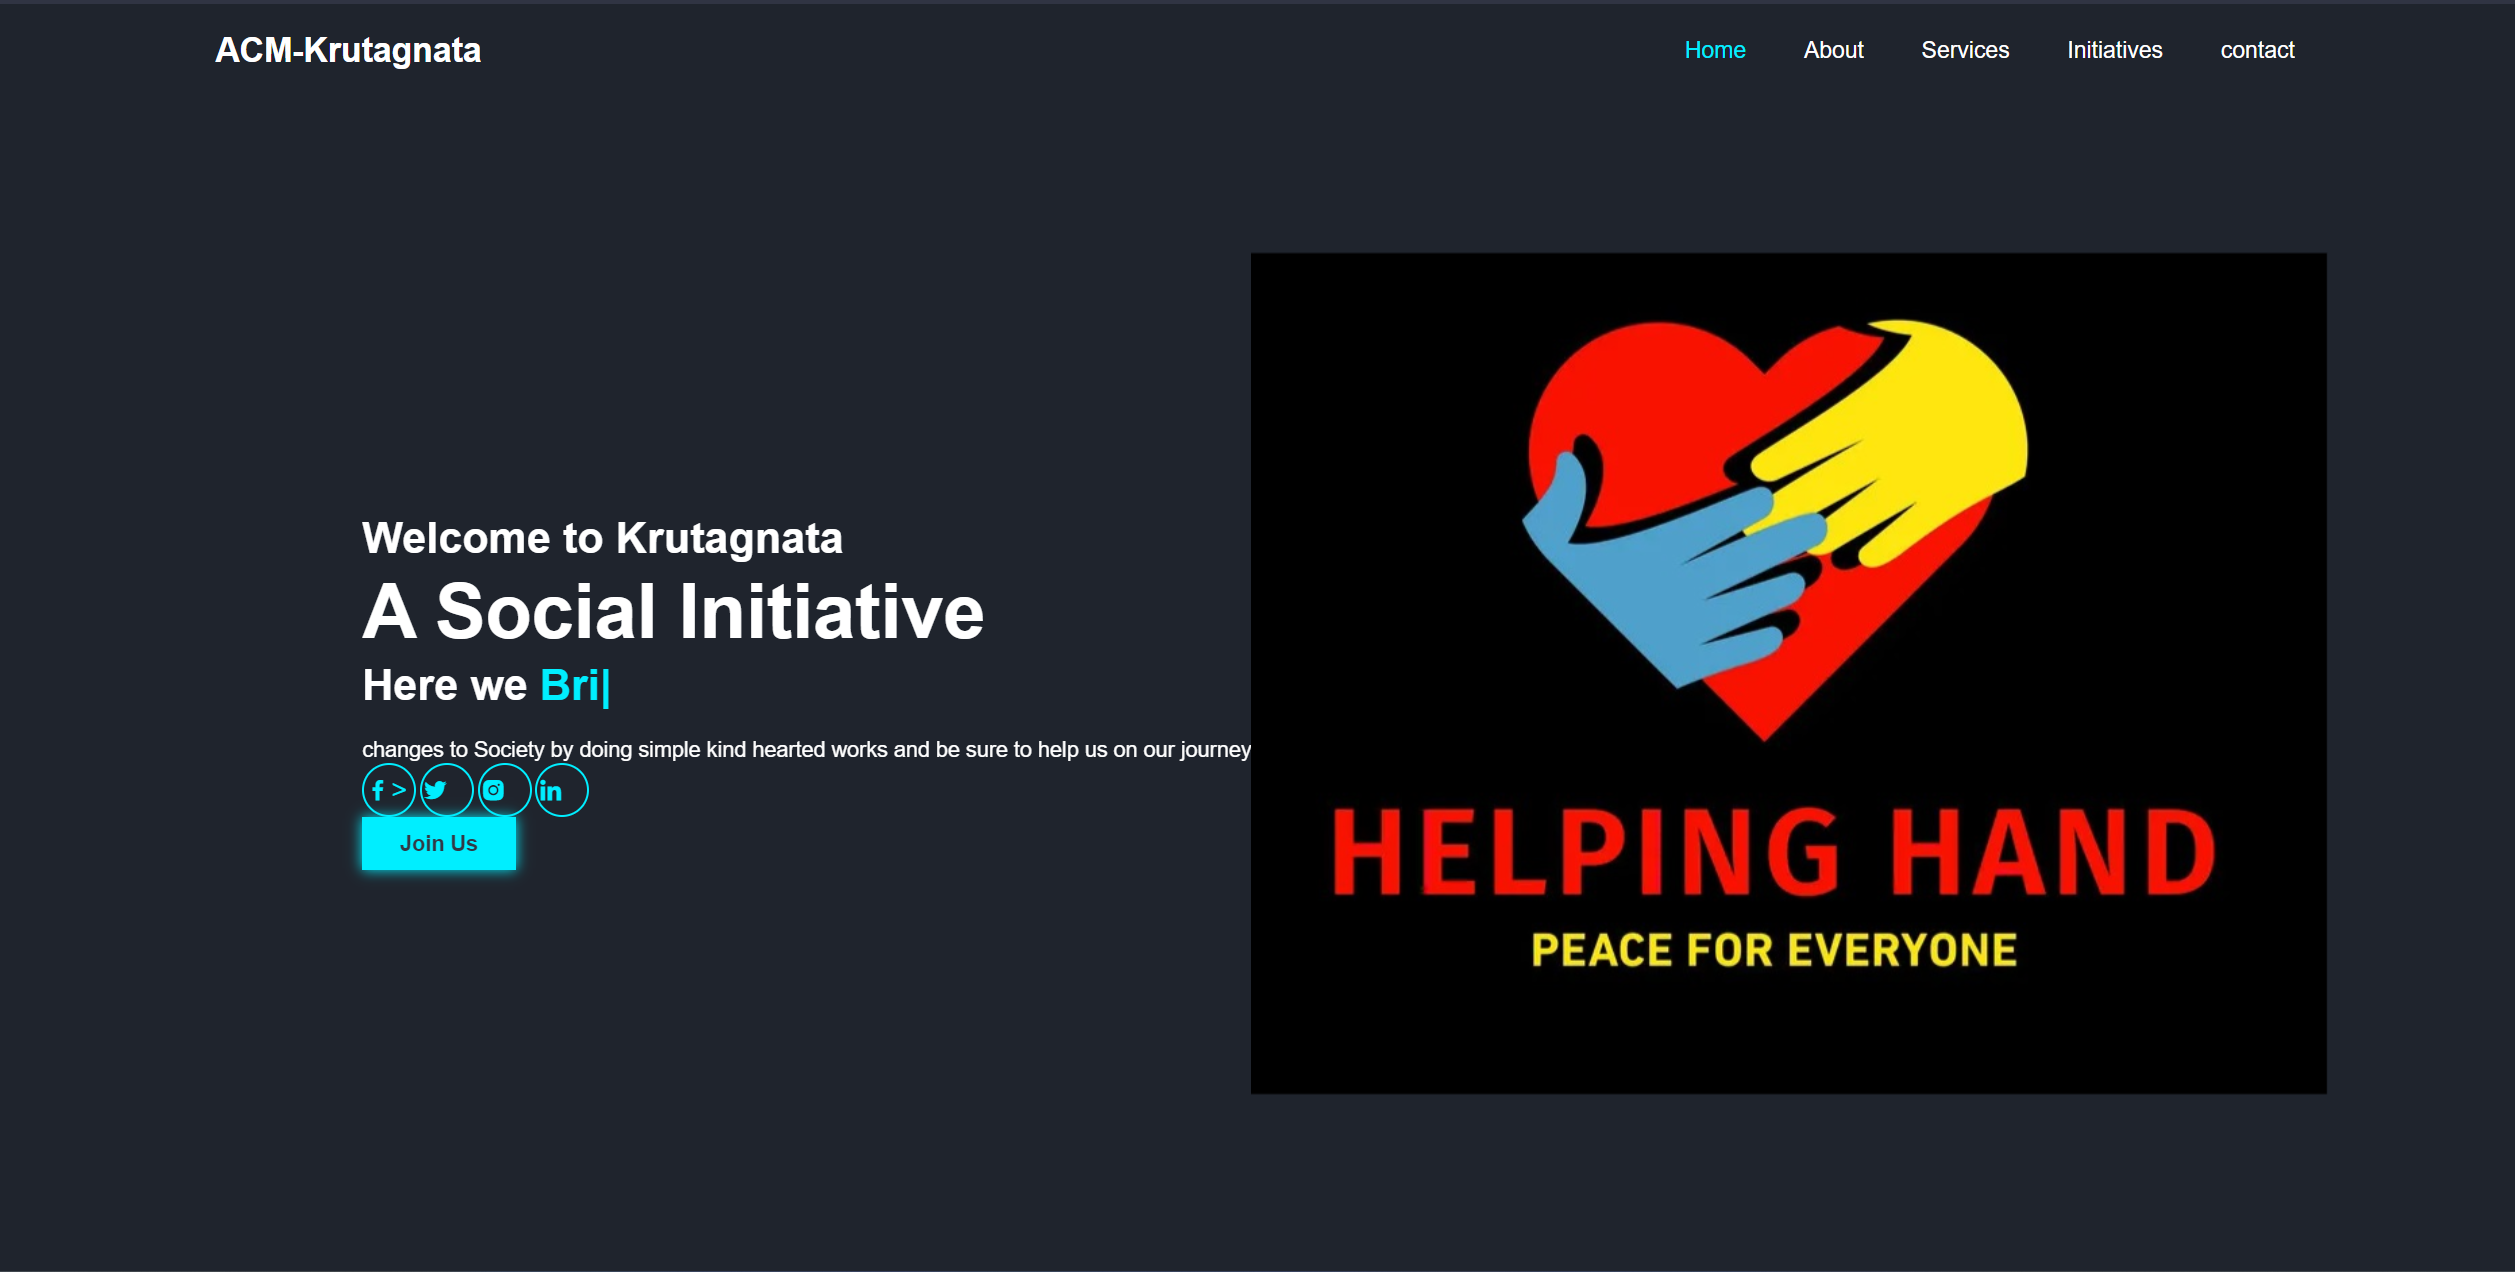 ACM-Krutagnata
Home About Services Initiatives contact
Welcome to Krutagnata
A Social Initiative
Here we Bri|
changes to Society by doing simple kind hearted works and be sure to help us on our journey
>
Join Us
HELPING HAND
PEACE FOR EVERYONE